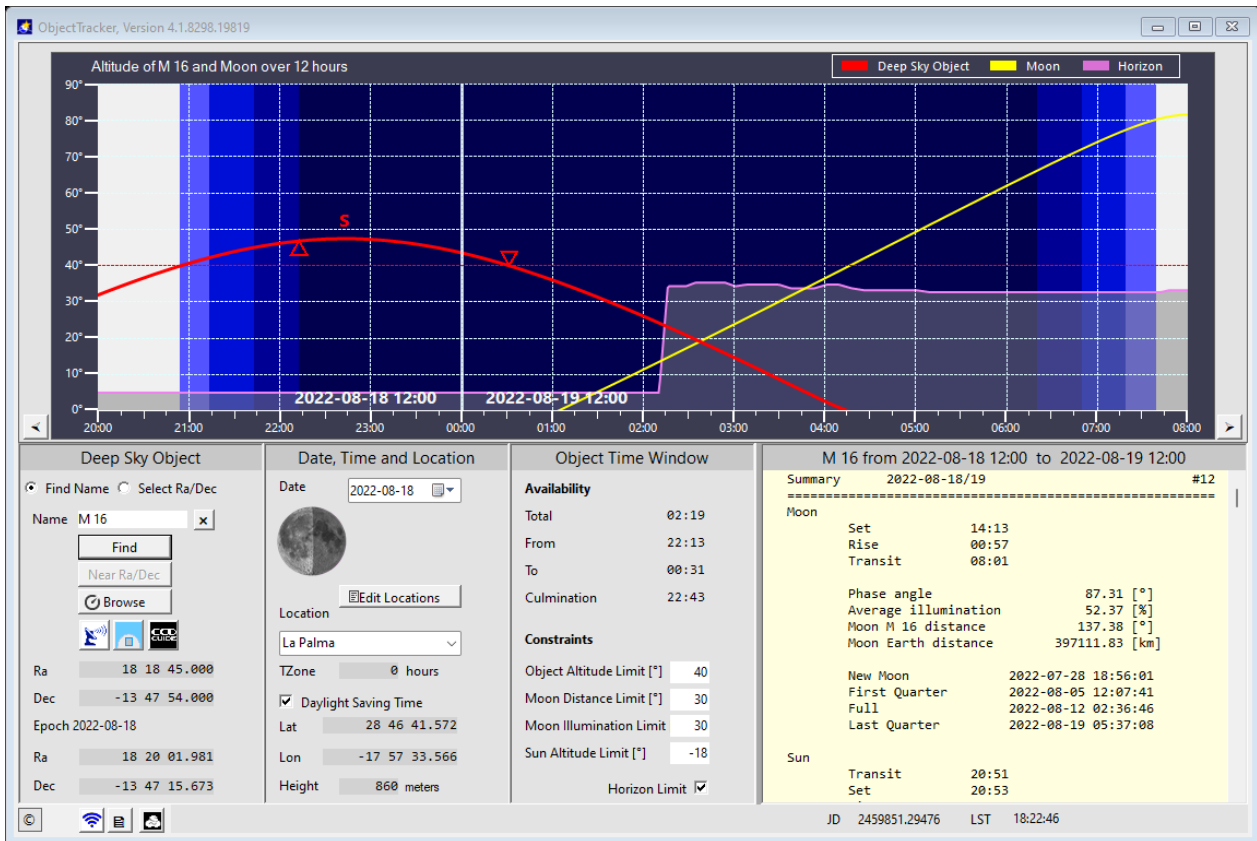 ObjectTracker, Version 4.1.8298.19819
Altitude of M 16 and Moon over 12 hours
Deep Sky Object Moon Horizon
90°
80°
70°
60°
50°
40°
30°
20°
10°
0°
S
2022-08-18 12:00 2022-08-19 12:00
20:00 21:00 22:00 23:00 00:00 01:00 02:00 03:00 04:00 05:00 06:00 07:00 08:00
Deep Sky Object
Find Name Select Ra/Dec
Name M 16 x
Find
Near Ra/Dec
Browse
CCD GUIDE
Ra 18 18 45.000
Dec -13 47 54.000
Epoch 2022-08-18
Ra 18 20 01.981
Dec -13 47 15.673
Date, Time and Location
Date 2022-08-18
Edit Locations
Location
La Palma
TZone 0 hours
Daylight Saving Time
Lat 28 46 41.572
Lon -17 57 33.566
Height 860 meters
Object Time Window
Availability
Total 02:19
From 22:13
To 00:31
Culmination 22:43
Constraints
Object Altitude Limit [°] 40
Moon Distance Limit [°] 30
Moon Illumination Limit 30
Sun Altitude Limit [°] -18
Horizon Limit
M 16 from 2022-08-18 12:00 to 2022-08-19 12:00
Summary 2022-08-18/19 #12
==========================================================
Moon
Set 14:13
Rise 00:57
Transit 08:01
Phase angle 87.31 [°]
Average illumination 52.37 [%]
Moon M 16 distance 137.38 [°]
Moon Earth distance 397111.83 [km]
New Moon 2022-07-28 18:56:01
First Quarter 2022-08-05 12:07:41
Full 2022-08-12 02:36:46
Last Quarter 2022-08-19 05:37:08
Sun
Transit 20:51
Set 20:53
© JD 2459851.29476 LST 18:22:46